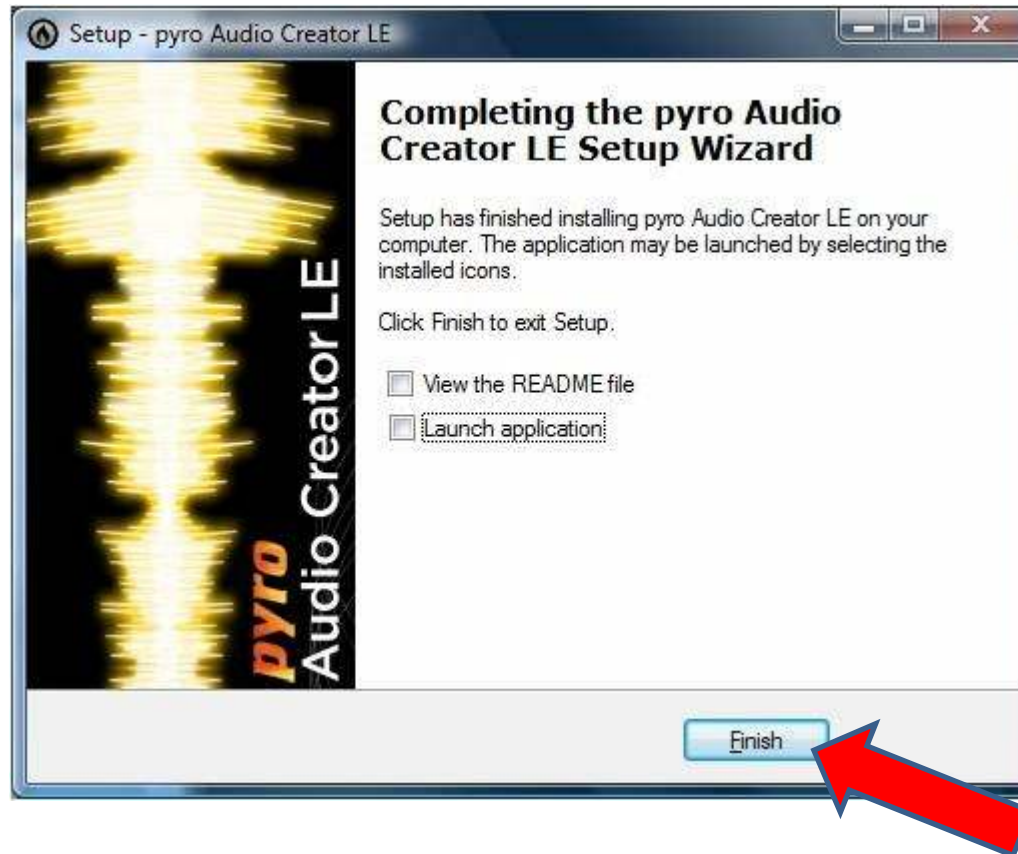 Setup - pyro Audio Creator LE
X
pyro
Audio Creator LE
Completing the pyro Audio
Creator LE Setup Wizard
Setup has finished installing pyro Audio Creator LE on your
computer. The application may be launched by selecting the
installed icons.
Click Finish to exit Setup.
View the README file
Launch application
Finish